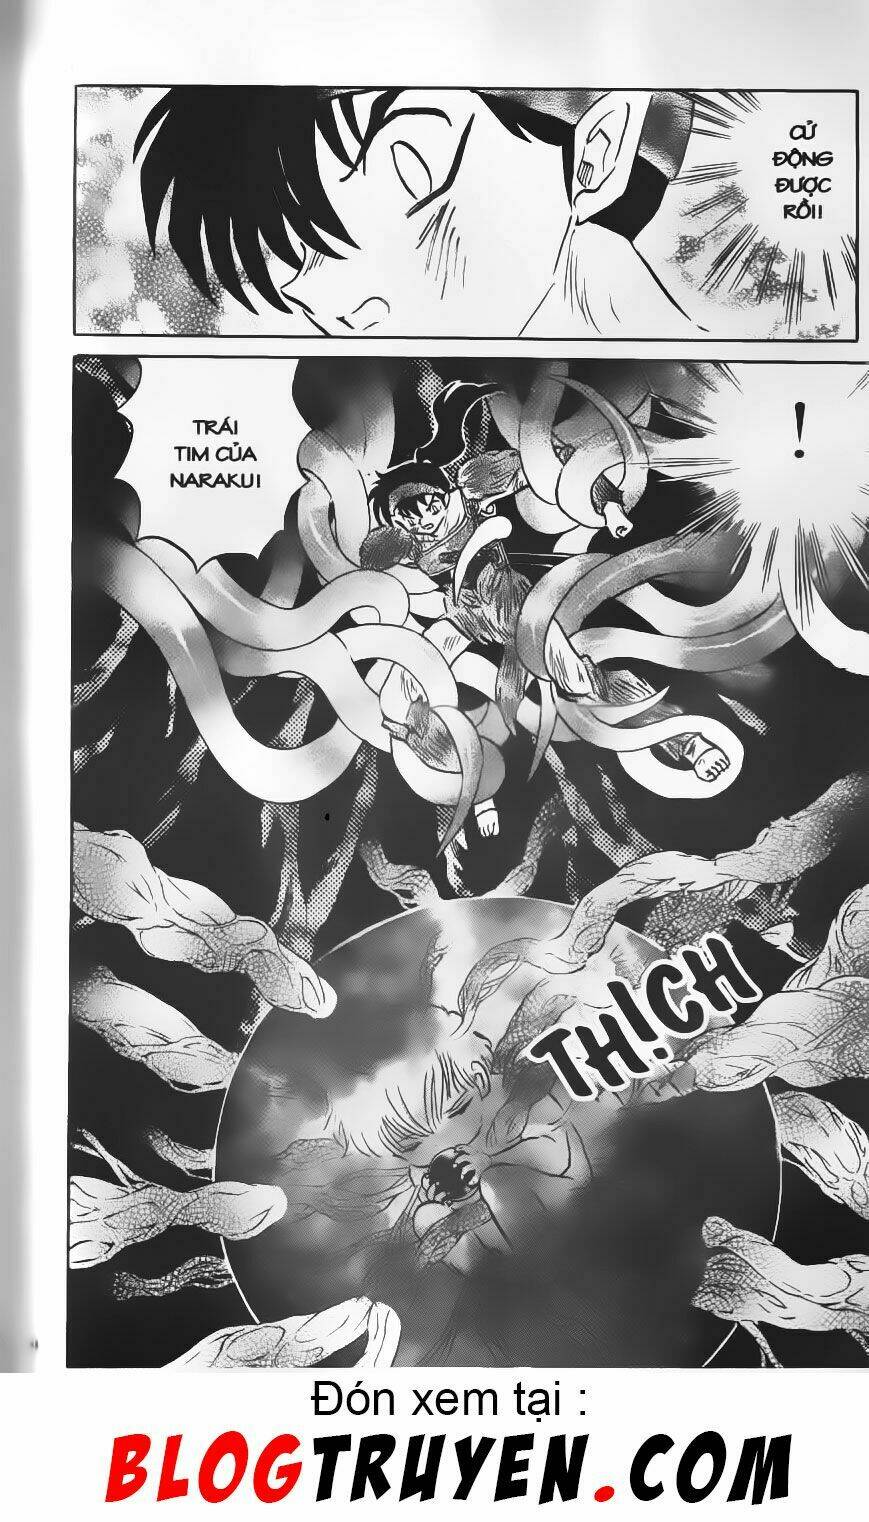 CỬ
ĐỘNG
ĐƯỢC
RỒI!
!
TRÁI
TIM CỦA
NARAKU!
THỊCH
Đón xem tại :
BLOGTRUYEN.COM